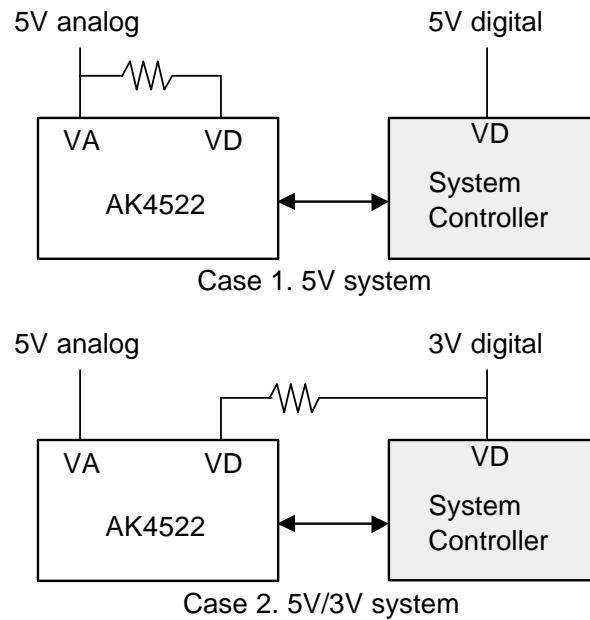 5V analog
5V digital
VA
VD
VD
AK4522
System
Controller
Case 1. 5V system
5V analog
3V digital
VA
VD
VD
AK4522
System
Controller
Case 2. 5V/3V system